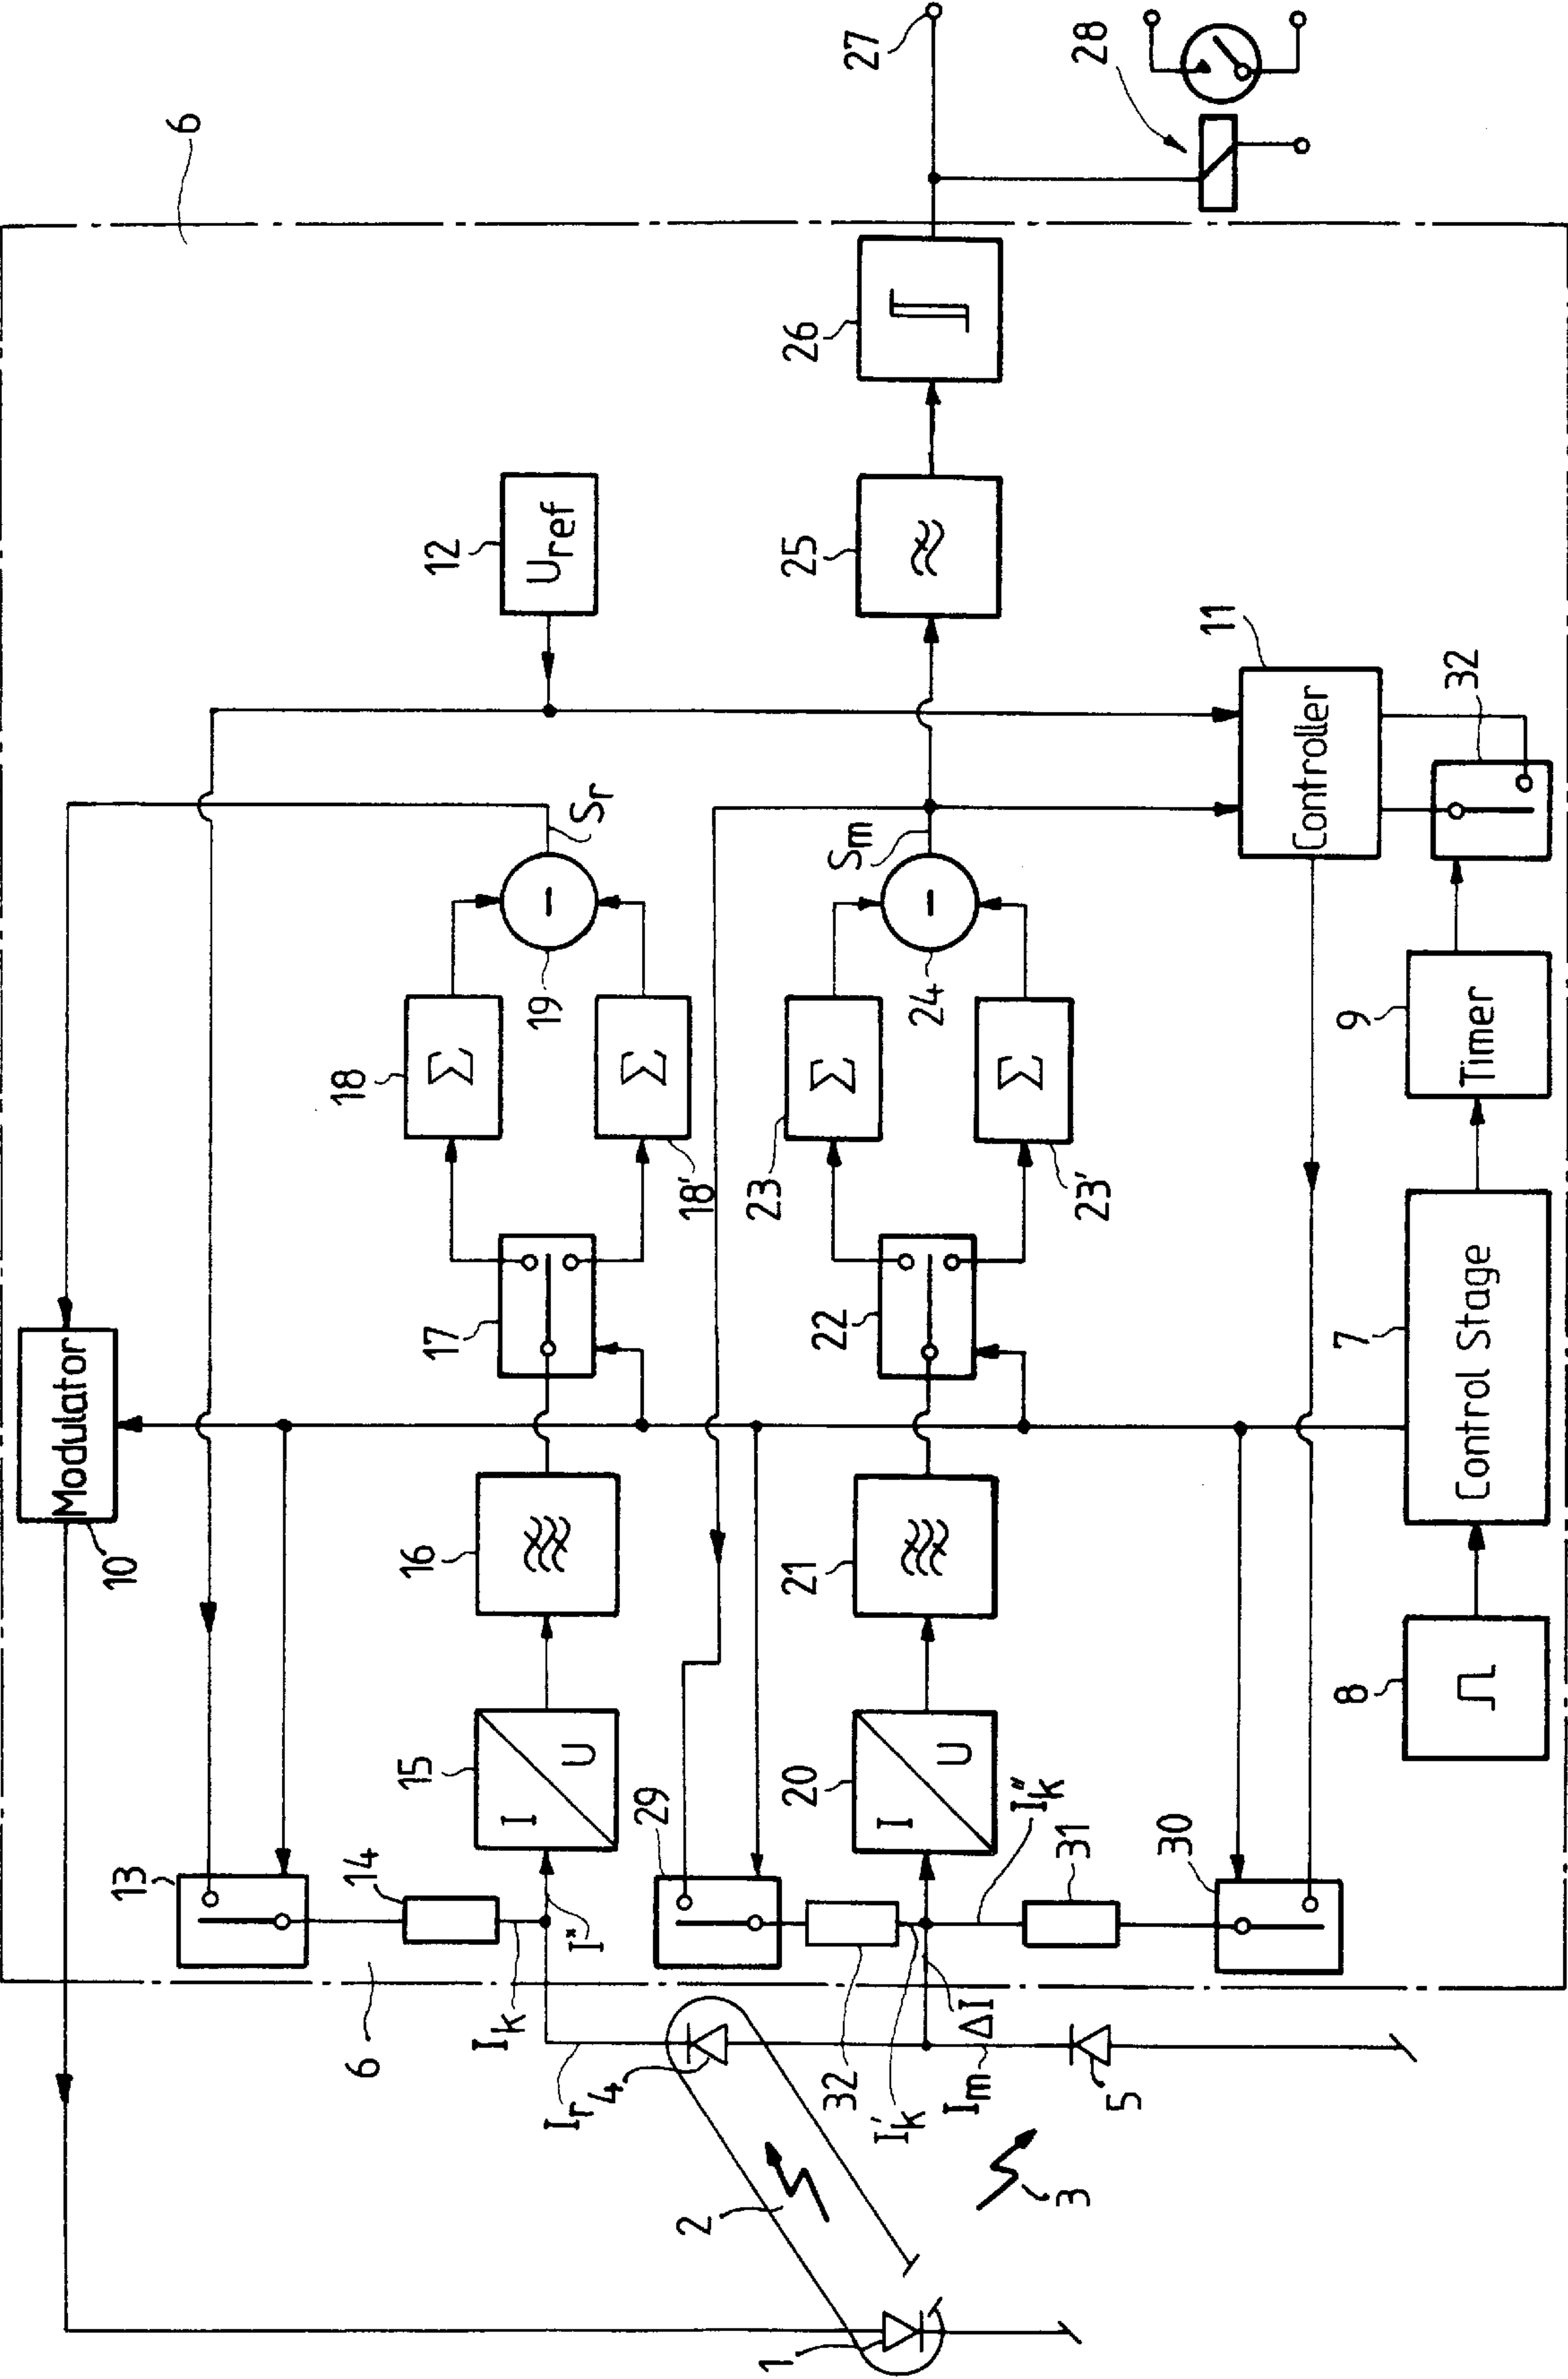 6
27
28
12
Uref
26
25
11
Controller
32
Sr
19
18
Σ
18'
Σ
Sm
24
23
Σ
23'
Σ
9
Timer
Modulator
10
17
22
7
Control Stage
16
21
8
15
I
U
20
I
U
13
14
Ik
I*
29
32
I'k
I''k
31
30
6
Ir
4
Im
ΔI
5
2
3
1